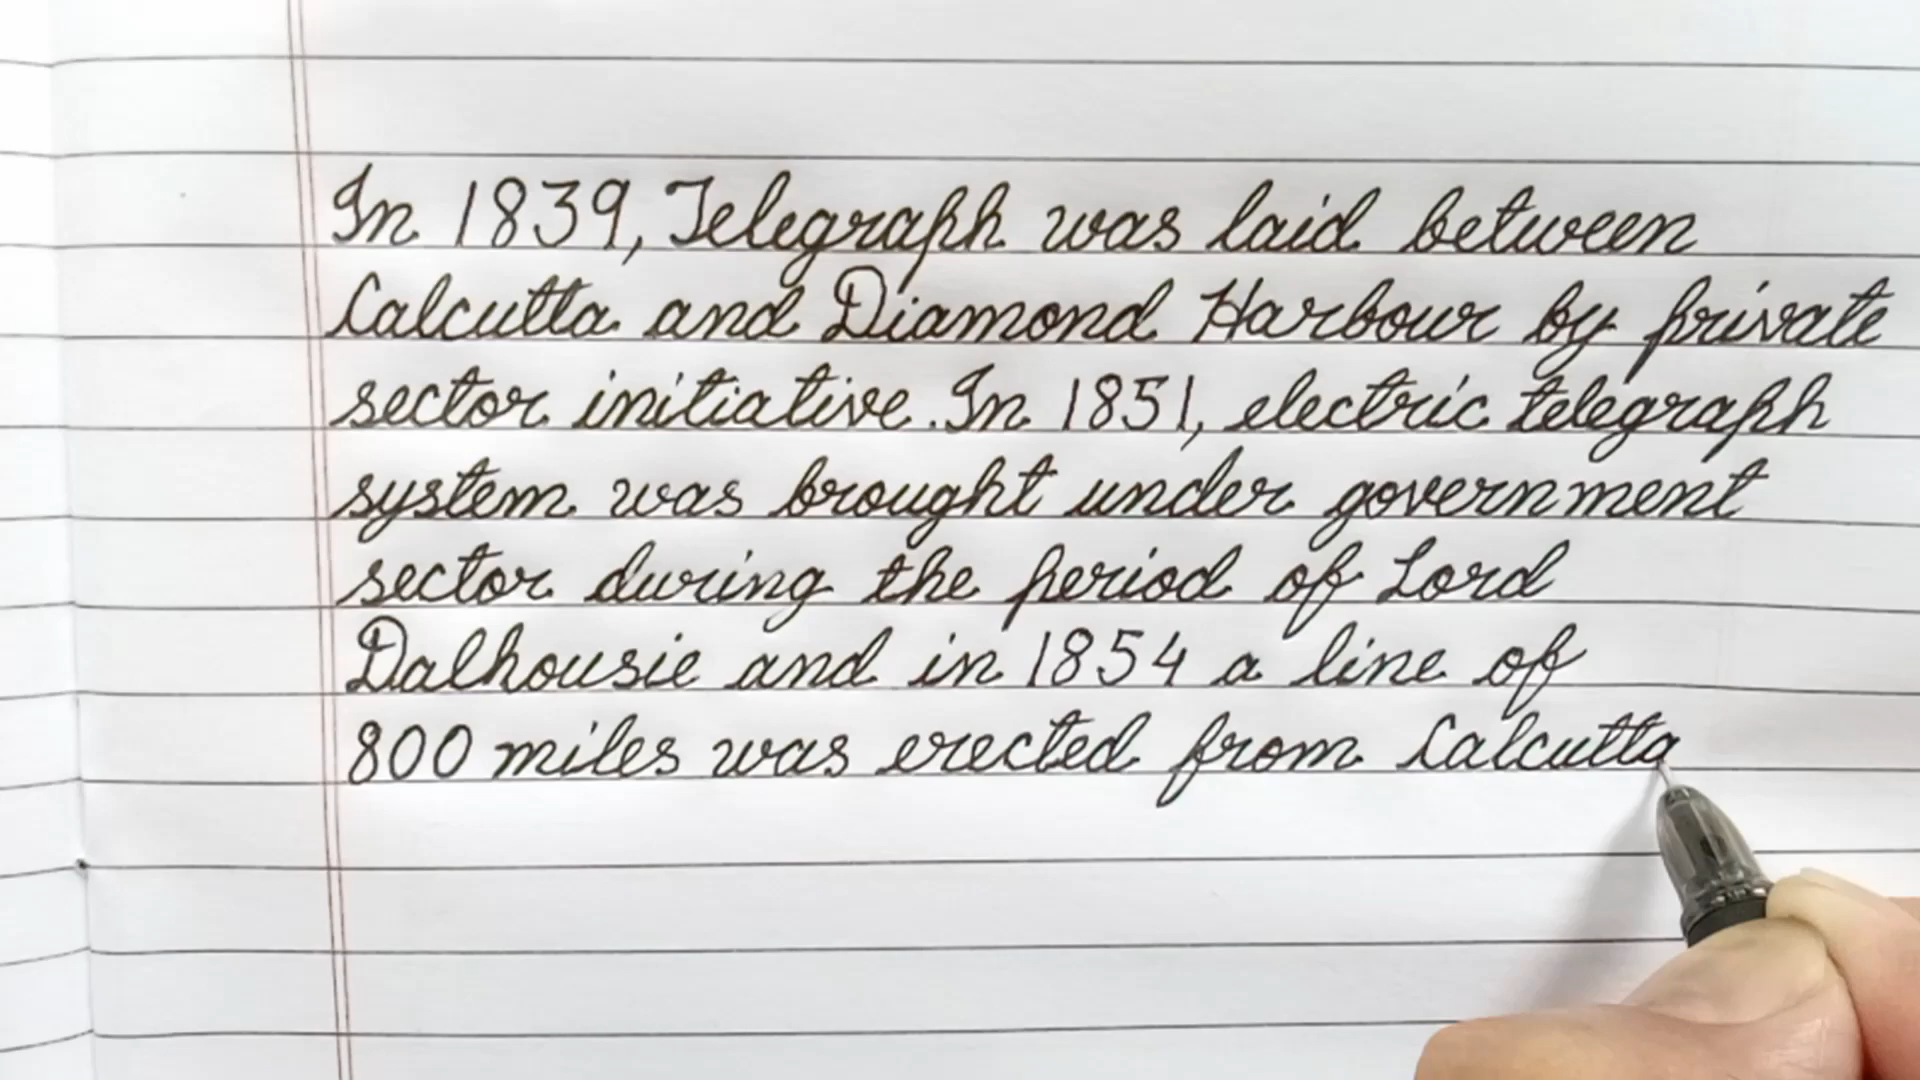 In 1839, Telegraph was laid between
Calcutta and Diamond Harbour by private
sector initiative. In 1851, electric telegraph
system was brought under government
sector during the period of Lord
Dalhousie and in 1854 a line of
800 miles was erected from Calcutta